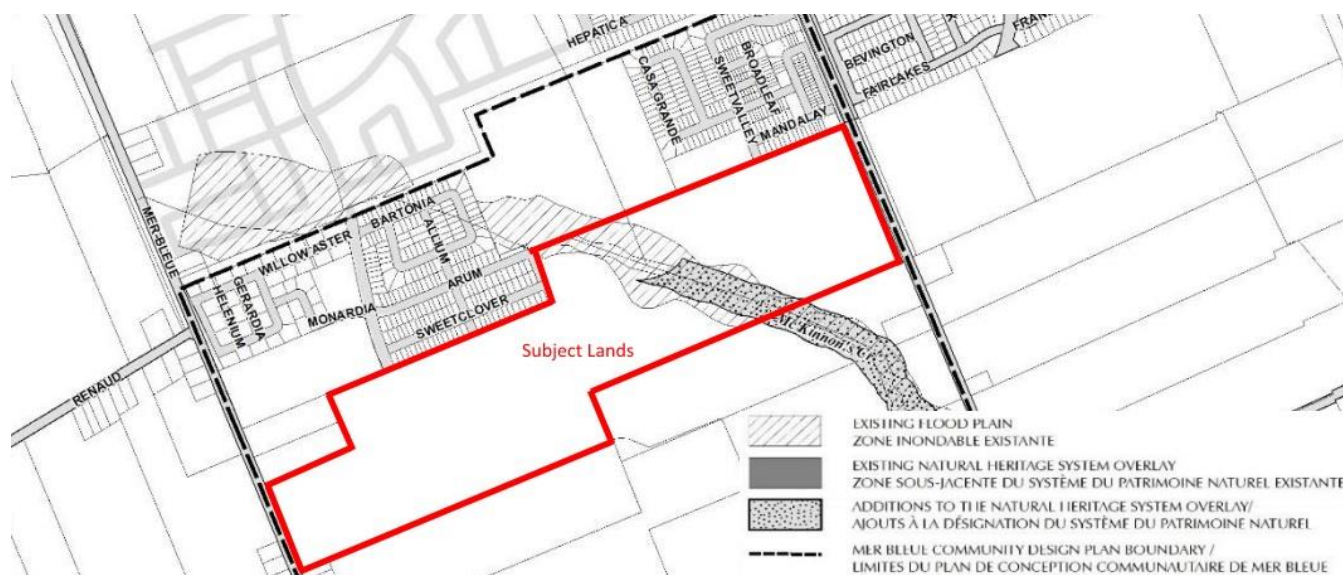 HEPATICA
FRAN
BEVINGTON
FAIRLAKES
CASA GRANDE
BROADLEAF
SWEETVALLEY
MANDALAY
MER-BLEUE
WILLOW ASTER
BARTONIA
ALLIUM
ARUM
GERARDIA
HELENIUM
MONARDIA
SWEETCLOVER
RENAUD
Subject Lands
EXISTING FLOOD PLAIN
ZONE INONDABLE EXISTANTE
EXISTING NATURAL HERITAGE SYSTEM OVERLAY
ZONE SOUS-JACENTE DU SYSTÈME DU PATRIMOINE NATUREL EXISTANTE
ADDITIONS TO THE NATURAL HERITAGE SYSTEM OVERLAY/
AJOUTS À LA DÉSIGNATION DU SYSTÈME DU PATRIMOINE NATUREL
MER BLEUE COMMUNITY DESIGN PLAN BOUNDARY /
LIMITES DU PLAN DE CONCEPTION COMMUNAUTAIRE DE MER BLEUE